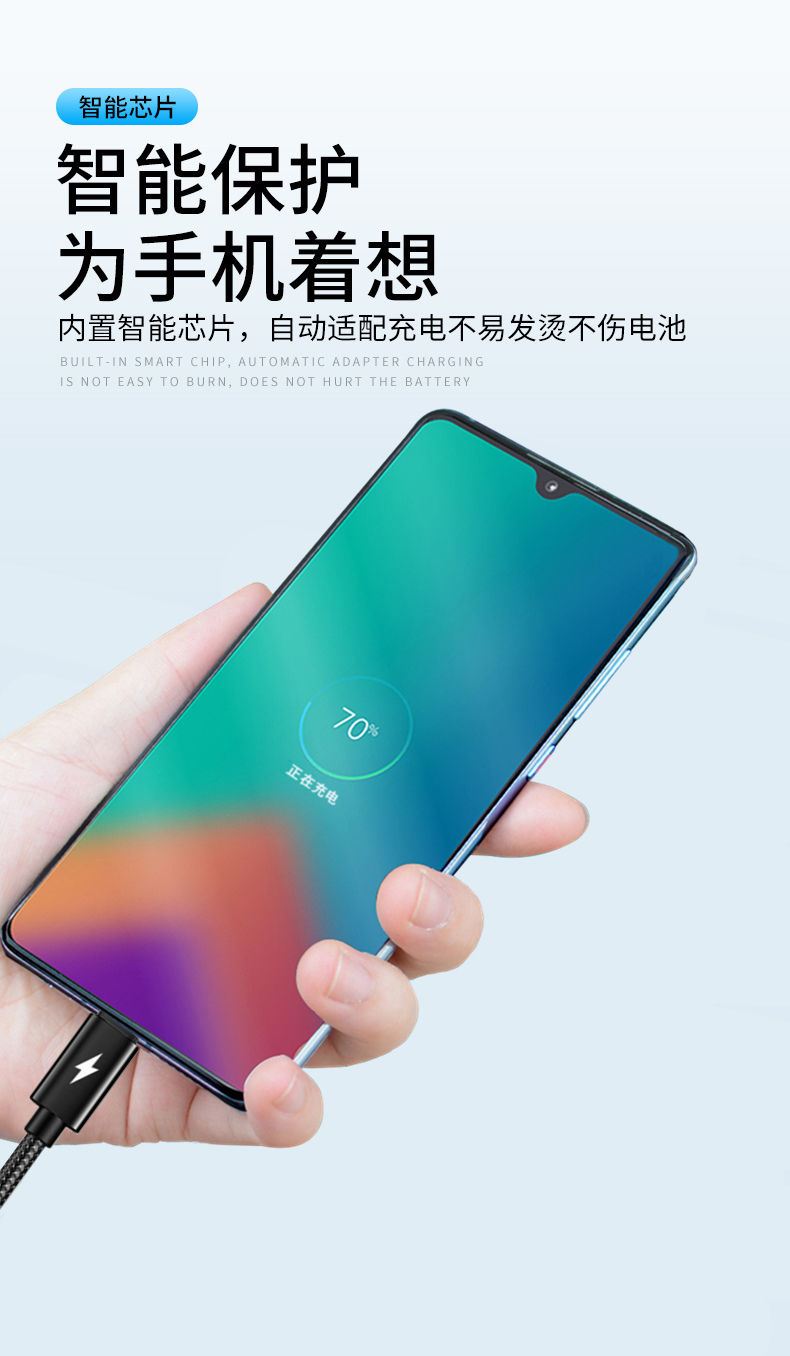 智能芯片
智能保护
为手机着想
内置智能芯片，自动适配充电不易发烫不伤电池
BUILT-IN SMART CHIP, AUTOMATIC ADAPTER CHARGING
IS NOT EASY TO BURN, DOES NOT HURT THE BATTERY
70%
正在充电